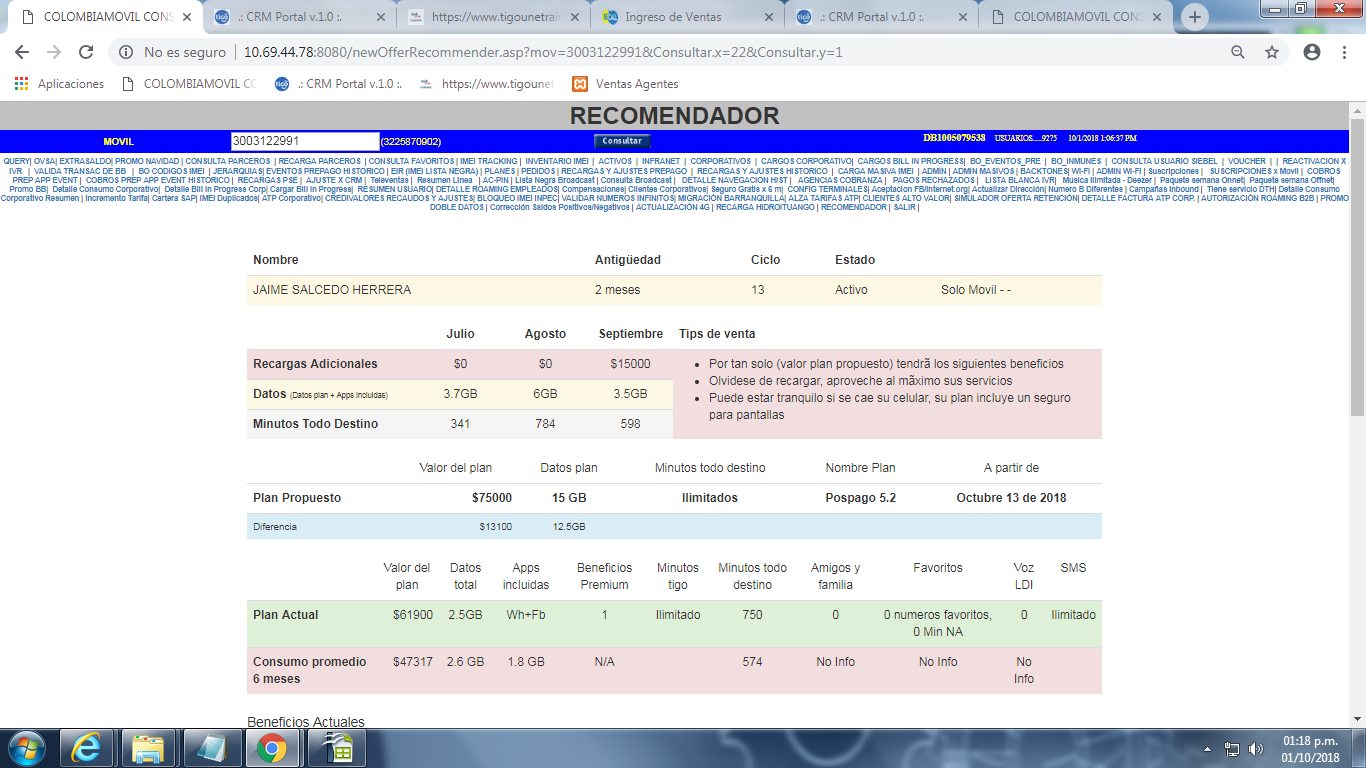 COLOMBIAMOVIL CONS
.: CRM Portal v.1.0 :.
https://www.tigounetrai
Ingreso de Ventas
.: CRM Portal v.1.0 :.
COLOMBIAMOVIL CONS
No es seguro | 10.69.44.78:8080/newOfferRecommender.asp?mov=3003122991&Consultar.x=22&Consultar.y=1
Aplicaciones
COLOMBIAMOVIL CO
.: CRM Portal v.1.0 :.
https://www.tigounet
Ventas Agentes
RECOMENDADOR
MOVIL 3003122991 (3225870902) Consultar DB1005079538 USUARIOS.....9275 10/1/2018 1:06:37 PM
QUERY| OVSA| EXTRASALDO| PROMO NAVIDAD | CONSULTA PARCEROS | RECARGA PARCEROS | CONSULTA FAVORITOS | IMEI TRACKING | INVENTARIO IMEI | ACTIVOS | INFRANET | CORPORATIVOS | CARGOS CORPORATIVO| CARGOS BILL IN PROGRESS| BO_EVENTOS_PRE | BO_INMUNES | CONSULTA USUARIO SIEBEL | VOUCHER | | REACTIVACION X
IVR | VALIDA TRANSAC DE BB | BO CODIGOS IMEI | JERARQUIAS| EVENTOS PREPAGO HISTORICO | EIR (IMEI LISTA NEGRA) | PLANES | PEDIDOS | RECARGAS Y AJUSTES PREPAGO | RECARGAS Y AJUSTES HISTORICO | CARGA MASIVA IMEI | ADMIN | ADMIN MASIVOS | BACKTONES| WI-FI | ADMIN WI-FI | Suscripciones | SUSCRIPCIONES x Movil | COBROS
PREP APP EVENT | COBROS PREP APP EVENT HISTORICO | RECARGAS PSE | AJUSTE X CRM | Televentas | Resumen Linea | AC-PIN | Lista Negra Broadcast | Consulta Broadcast | DETALLE NAVEGACION HIST | AGENCIAS COBRANZA | PAGOS RECHAZADOS | LISTA BLANCA IVR| Música Ilimitada - Deezer | Paquete semana Onnet| Paquete semana Offnet|
Promo BB| Detalle Consumo Corporativo| Detalle Bill In Progress Corp| Cargar Bill In Progress| RESUMEN USUARIO| DETALLE ROAMING EMPLEADOS| Compensaciones| Clientes Corporativos| Seguro Gratis x 6 m| CONFIG TERMINALES| Aceptacion FB/Internet.org| Actualizar Dirección| Numero B Diferentes | Campañas Inbound | Tiene servicio DTH| Detalle Consumo
Corporativo Resumen | Incremento Tarifa| Cartera SAP| IMEI Duplicados| ATP Corporativo| CREDIVALORES RECAUDOS Y AJUSTES| BLOQUEO IMEI INPEC| VALIDAR NUMEROS INFINITOS| MIGRACIÓN BARRANQUILLA| ALZA TARIFAS ATP| CLIENTES ALTO VALOR| SIMULADOR OFERTA RETENCIÓN| DETALLE FACTURA ATP CORP. | AUTORIZACIÓN ROAMING B2B | PROMO
DOBLE DATOS | Corrección Saldos Positivos/Negativos | ACTUALIZACIÓN 4G | RECARGA HIDROITUANGO | RECOMENDADOR | SALIR |
Nombre Antigüedad Ciclo Estado
JAIME SALCEDO HERRERA 2 meses 13 Activo Solo Movil - -
Julio Agosto Septiembre Tips de venta
Recargas Adicionales $0 $0 $15000
Datos (Datos plan + Apps incluidas) 3.7GB 6GB 3.5GB
Minutos Todo Destino 341 784 598
• Por tan solo (valor plan propuesto) tendrã los siguientes beneficios
• Olvidese de recargar, aproveche al mãximo sus servicios
• Puede estar tranquilo si se cae su celular, su plan incluye un seguro
para pantallas
Valor del plan Datos plan Minutos todo destino Nombre Plan A partir de
Plan Propuesto $75000 15 GB Ilimitados Pospago 5.2 Octubre 13 de 2018
Diferencia $13100 12.5GB
Valor del plan Datos total Apps incluidas Beneficios Premium Minutos tigo Minutos todo destino Amigos y familia Favoritos Voz LDI SMS
Plan Actual $61900 2.5GB Wh+Fb 1 Ilimitado 750 0 0 numeros favoritos, 0 Min NA 0 Ilimitado
Consumo promedio 6 meses $47317 2.6 GB 1.8 GB N/A 574 No Info No Info No Info
Beneficios Actuales
01:18 p.m.
01/10/2018